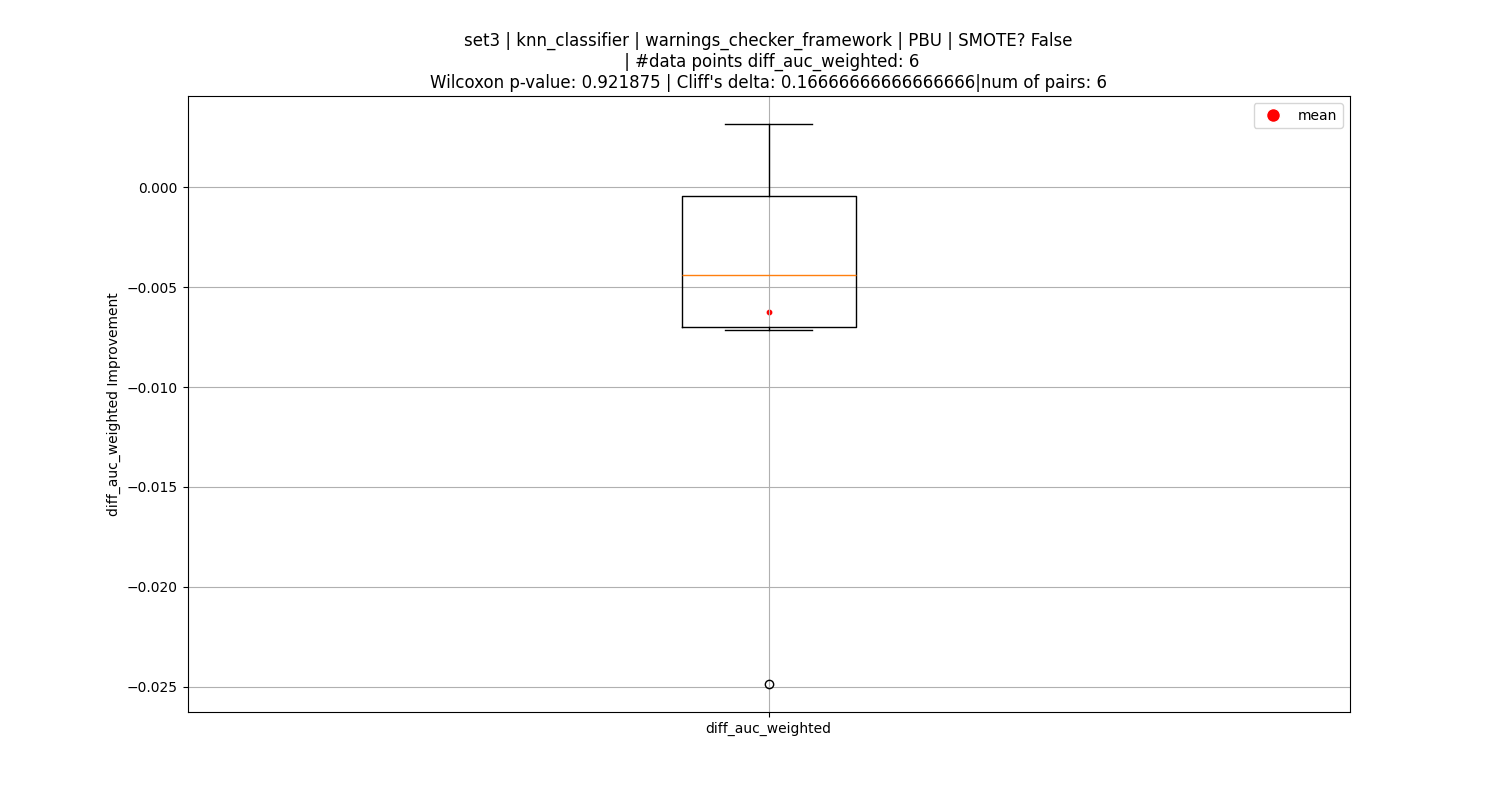 set3 | knn_classifier | warnings_checker_framework | PBU | SMOTE? False
| #data points diff_auc_weighted: 6
Wilcoxon p-value: 0.921875 | Cliff's delta: 0.16666666666666666|num of pairs: 6
mean
0.000
−0.005
−0.010
−0.015
−0.020
−0.025
diff_auc_weighted Improvement
diff_auc_weighted